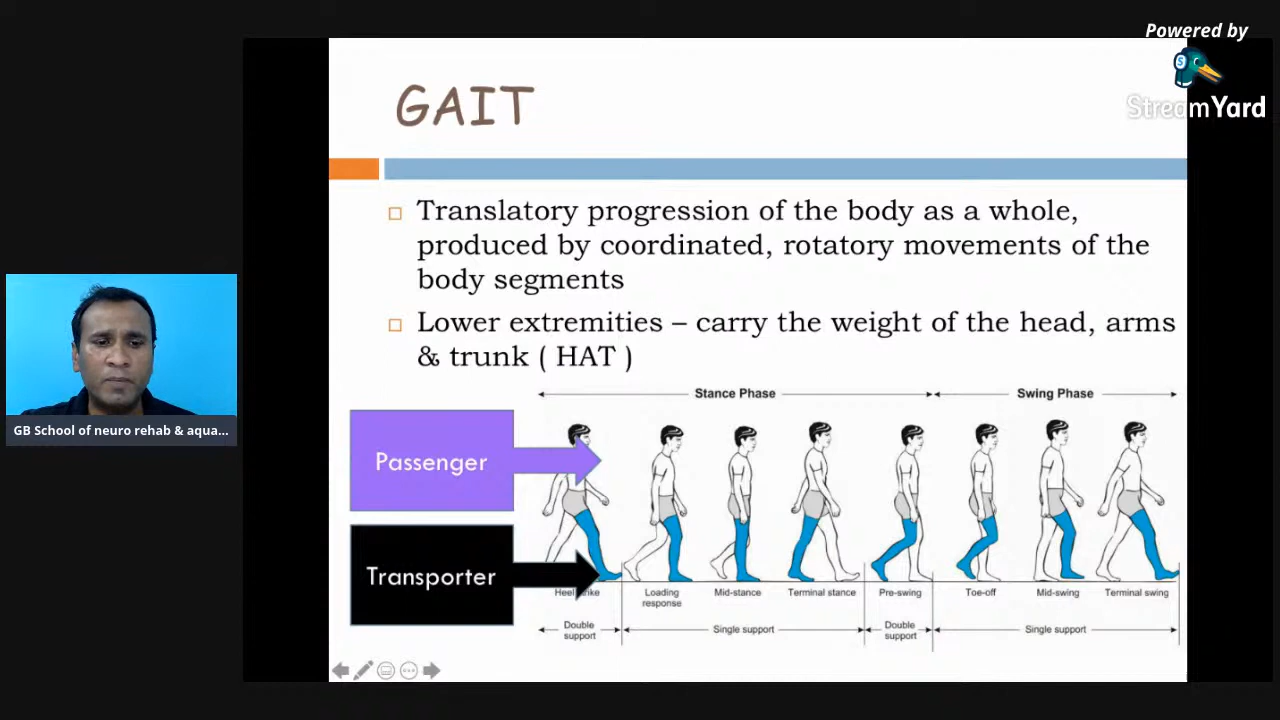 Powered by
StreamYard
GAIT
Translatory progression of the body as a whole,
produced by coordinated, rotatory movements of the
body segments
Lower extremities – carry the weight of the head, arms
& trunk ( HAT )
Stance Phase Swing Phase
Passenger
Transporter
Loading response Mid-stance Terminal stance Pre-swing Toe-off Mid-swing Terminal swing
Double support Single support Double support Single support
GB School of neuro rehab & aqua...